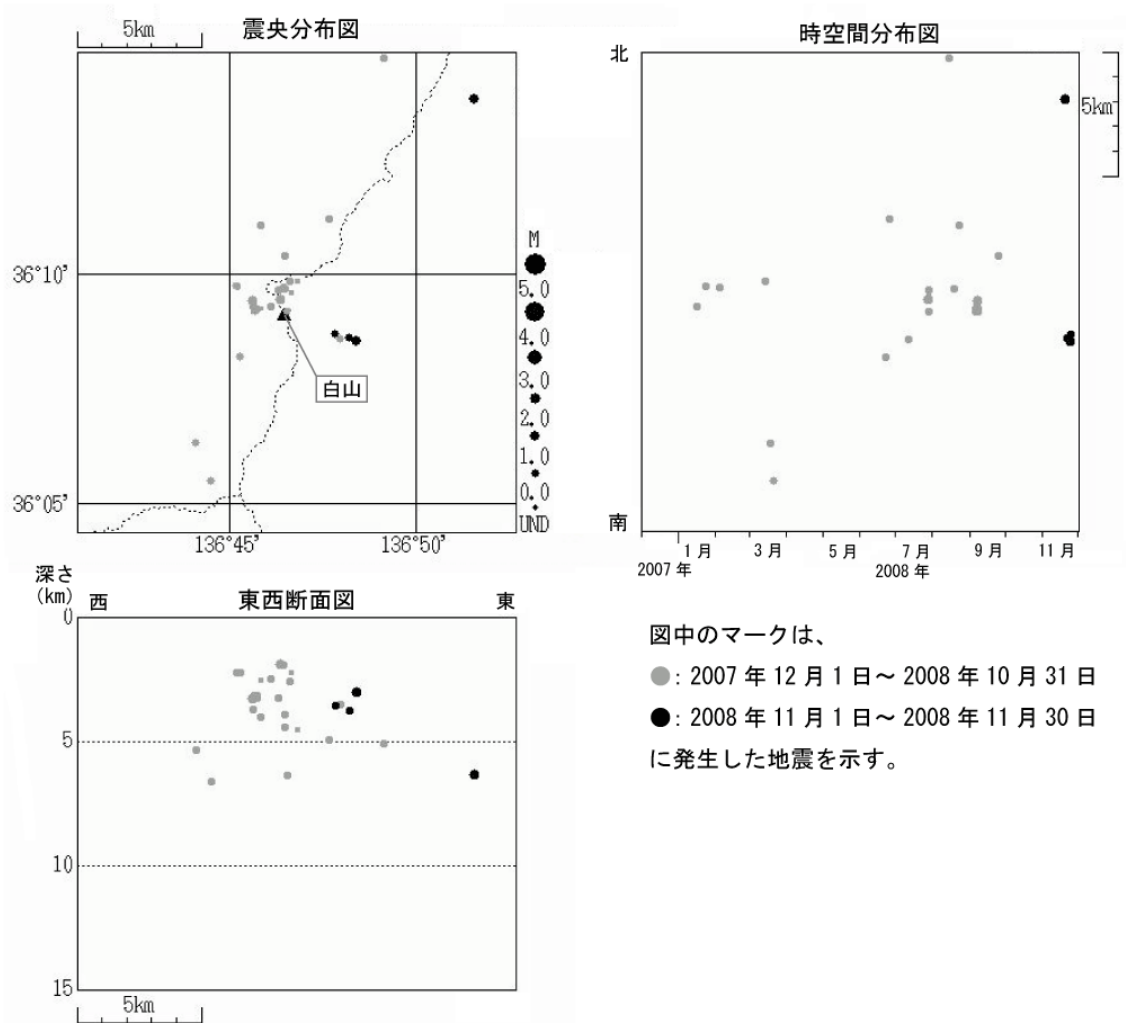 5km
震央分布図
36°10'
36°05'
136°45'
136°50'
白山
M
5.0
4.0
3.0
2.0
1.0
0.0
UND
時空間分布図
北
南
5km
1月
3月
5月
7月
9月
11月
2007年
2008年
深さ
(km)
西
東西断面図
東
0
5
10
15
5km
図中のマークは、
●: 2007年12月1日～2008年10月31日
●: 2008年11月1日～2008年11月30日
に発生した地震を示す。